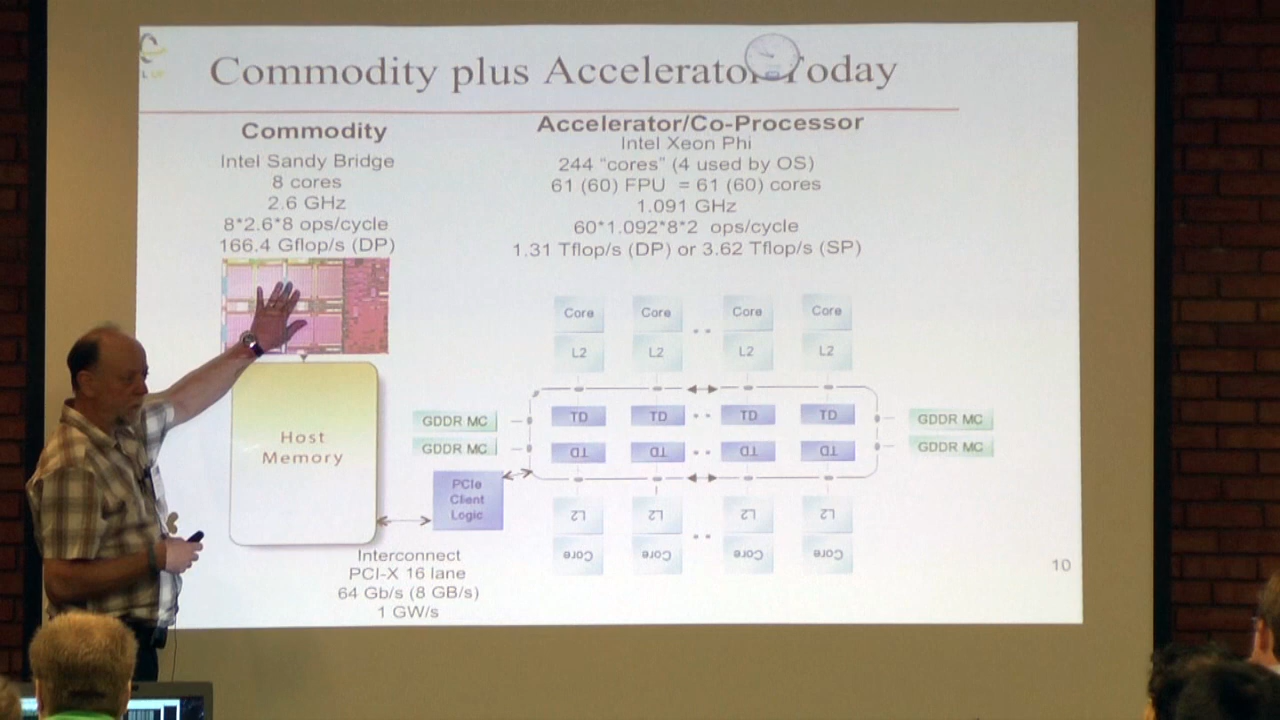 Commodity plus Accelerator Today
Commodity
Intel Sandy Bridge
8 cores
2.6 GHz
8*2.6*8 ops/cycle
166.4 Gflop/s (DP)
Accelerator/Co-Processor
Intel Xeon Phi
244 “cores” (4 used by OS)
61 (60) FPU = 61 (60) cores
1.091 GHz
60*1.092*8*2 ops/cycle
1.31 Tflop/s (DP) or 3.62 Tflop/s (SP)
Core Core Core Core
L2 L2 L2 L2
Host
Memory
GDDR MC
GDDR MC
TD TD TD TD
TD TD TD TD
GDDR MC
GDDR MC
PCIe
Client
Logic
L2 L2 L2 L2
Core Core Core Core
Interconnect
PCI-X 16 lane
64 Gb/s (8 GB/s)
1 GW/s
10